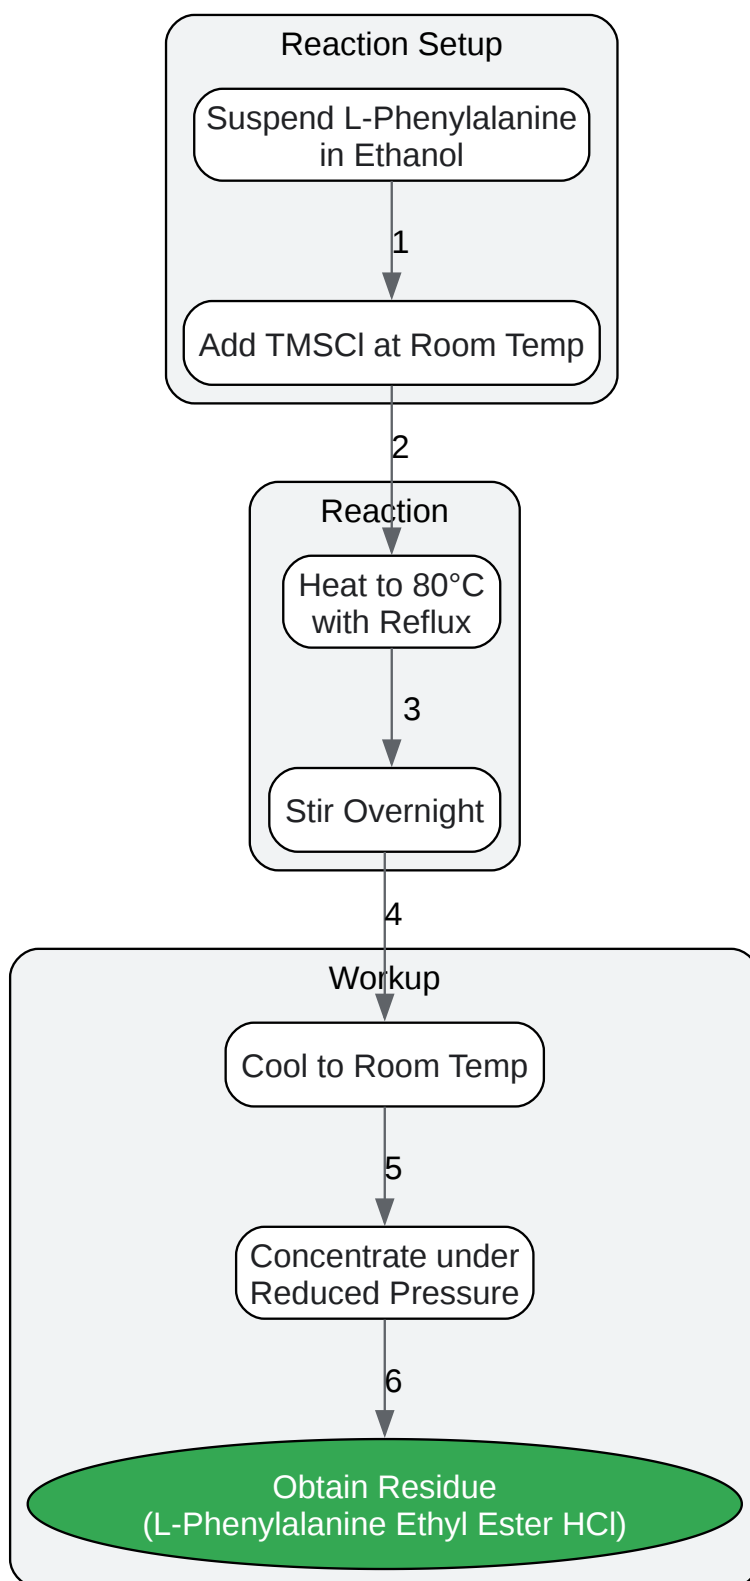 Reaction Setup
Suspend L-Phenylalanine
in Ethanol
1
Add TMSCl at Room Temp
2
Reaction
Heat to 80°C
with Reflux
3
Stir Overnight
4
Workup
Cool to Room Temp
5
Concentrate under
Reduced Pressure
6
Obtain Residue
(L-Phenylalanine Ethyl Ester HCl)